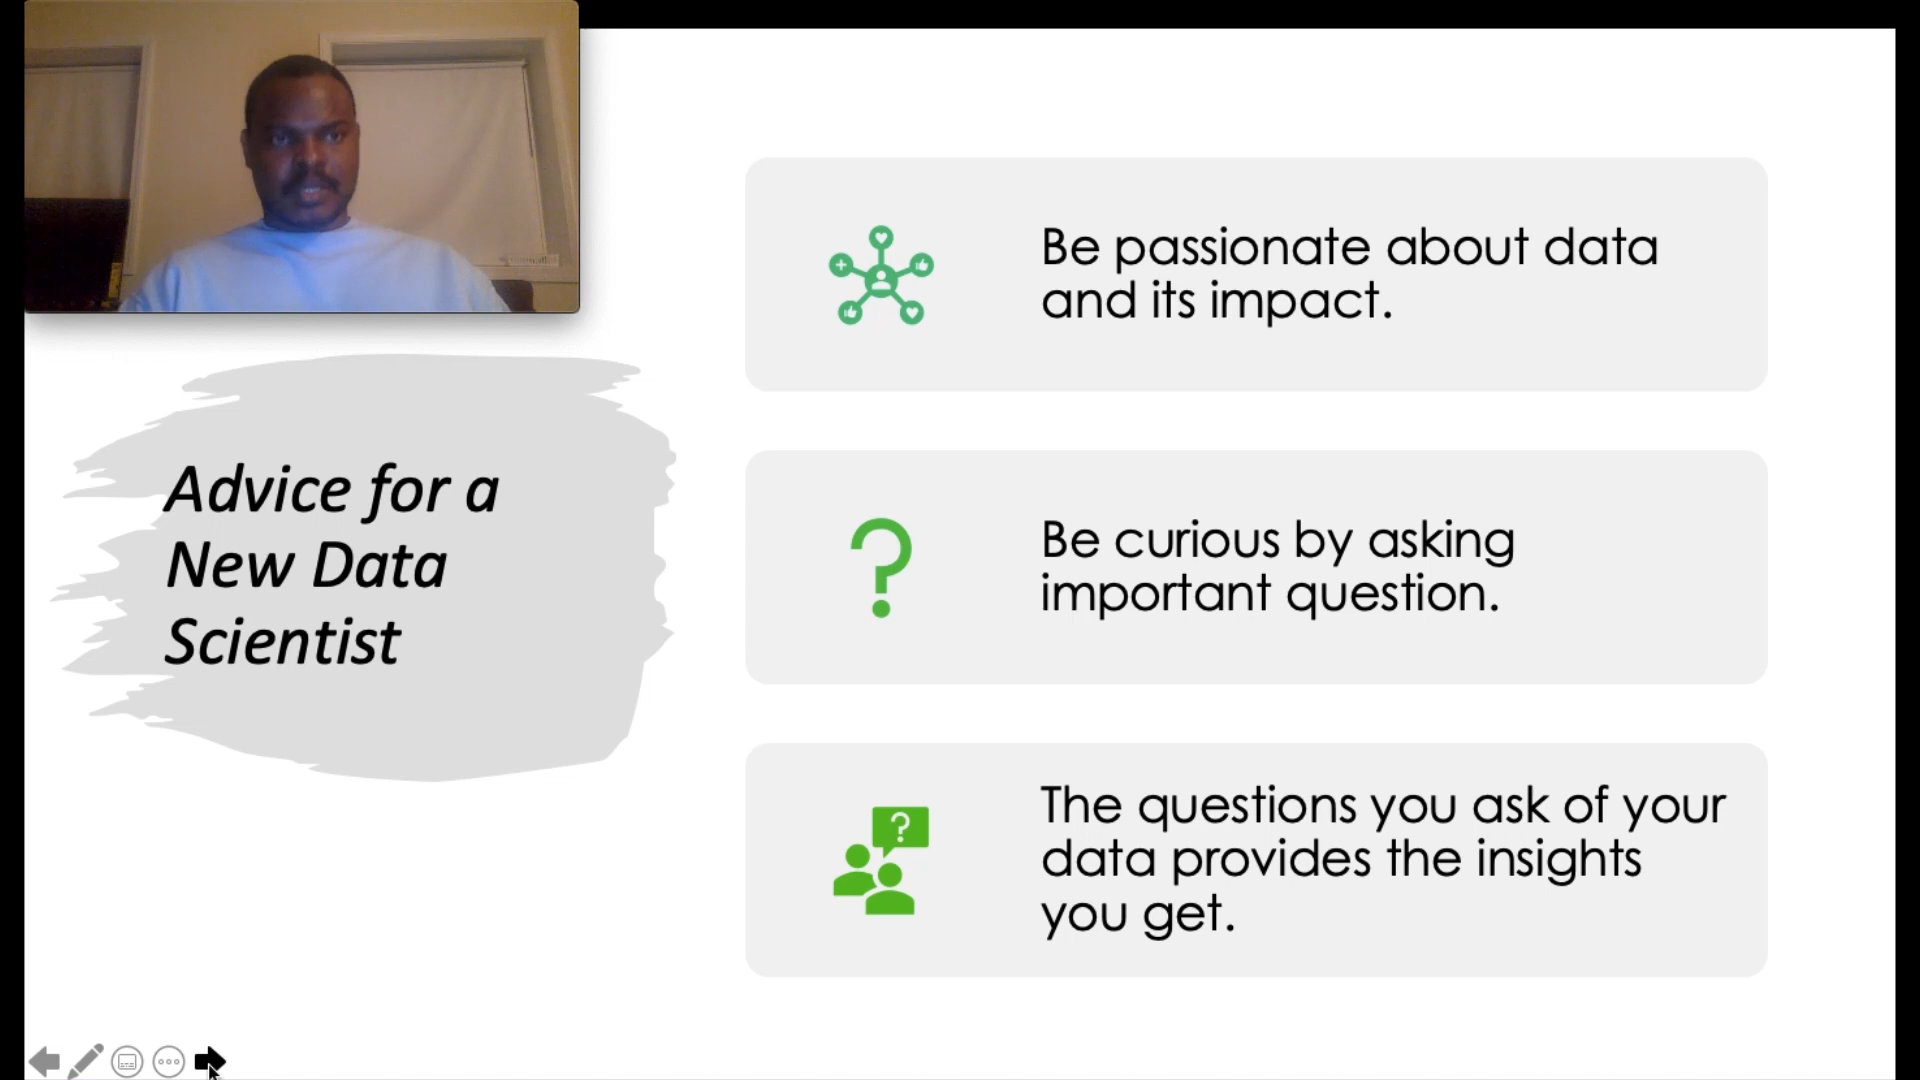 Advice for a
New Data
Scientist
Be passionate about data
and its impact.
Be curious by asking
important question.
The questions you ask of your
data provides the insights
you get.